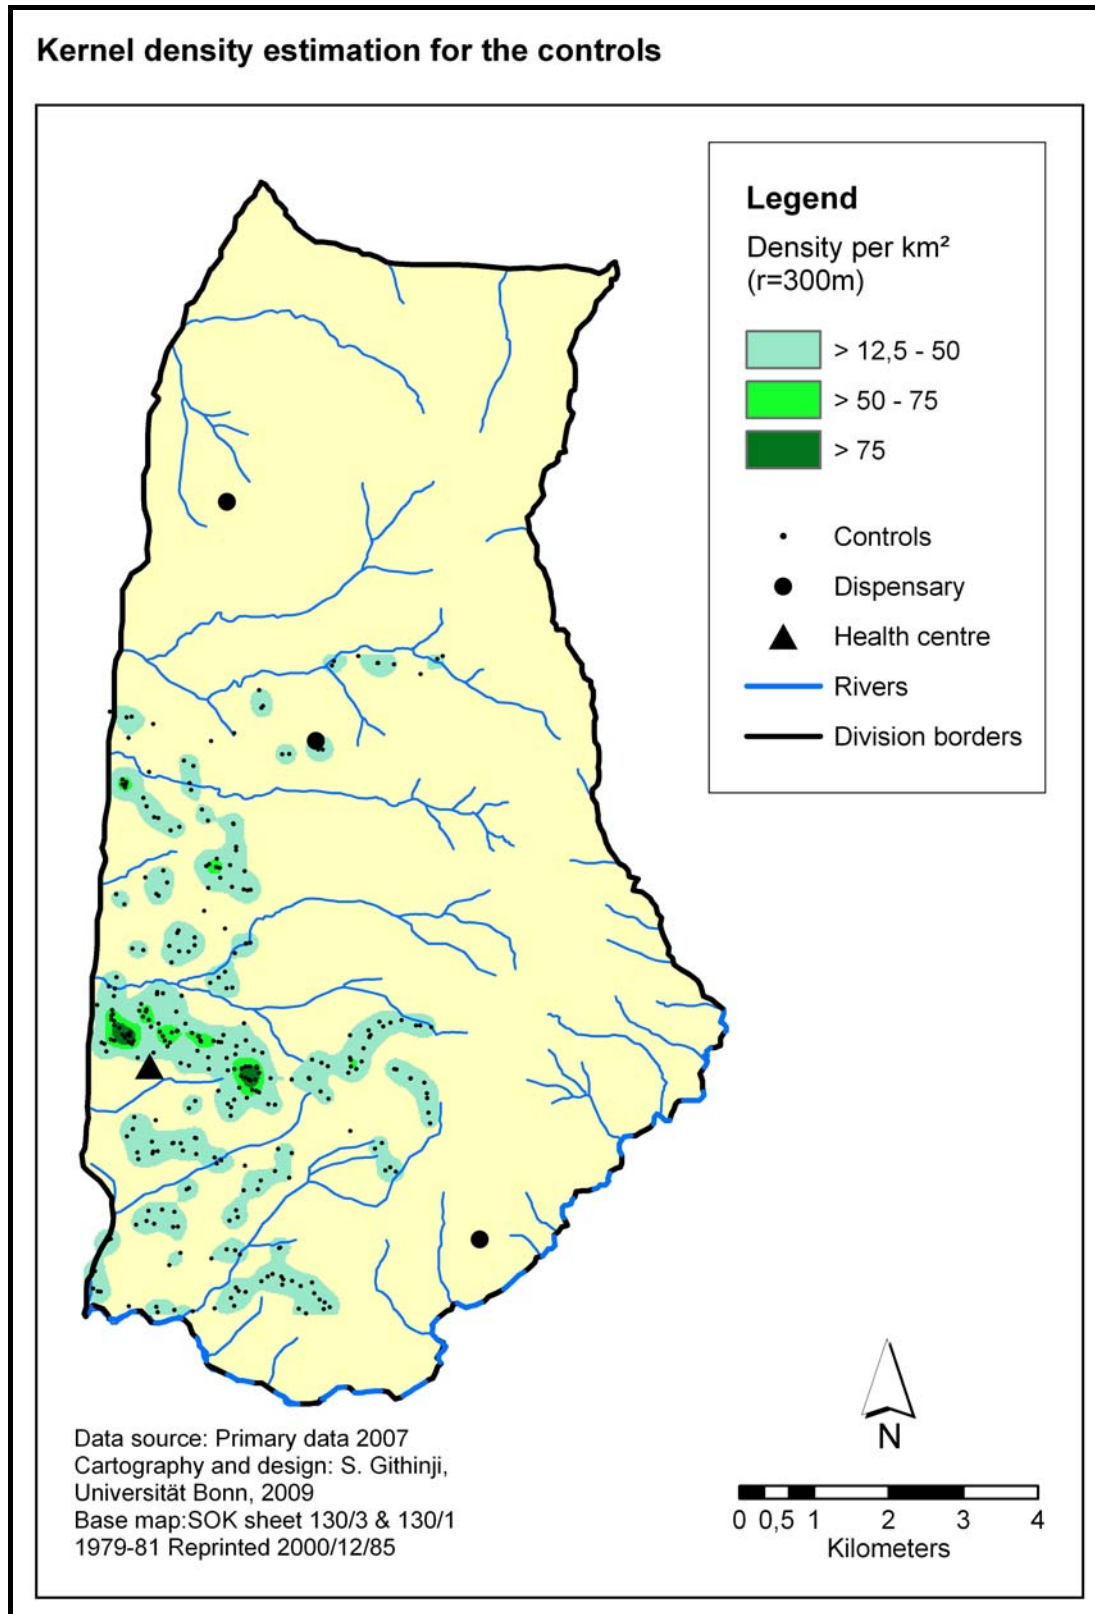 Kernel density estimation for the controls
Legend
Density per km²
(r=300m)
> 12,5 - 50
> 50 - 75
> 75
Controls
Dispensary
Health centre
Rivers
Division borders
Data source: Primary data 2007
Cartography and design: S. Githinji,
Universität Bonn, 2009
Base map:SOK sheet 130/3 & 130/1
1979-81 Reprinted 2000/12/85
N
0 0,5 1 2 3 4
Kilometers